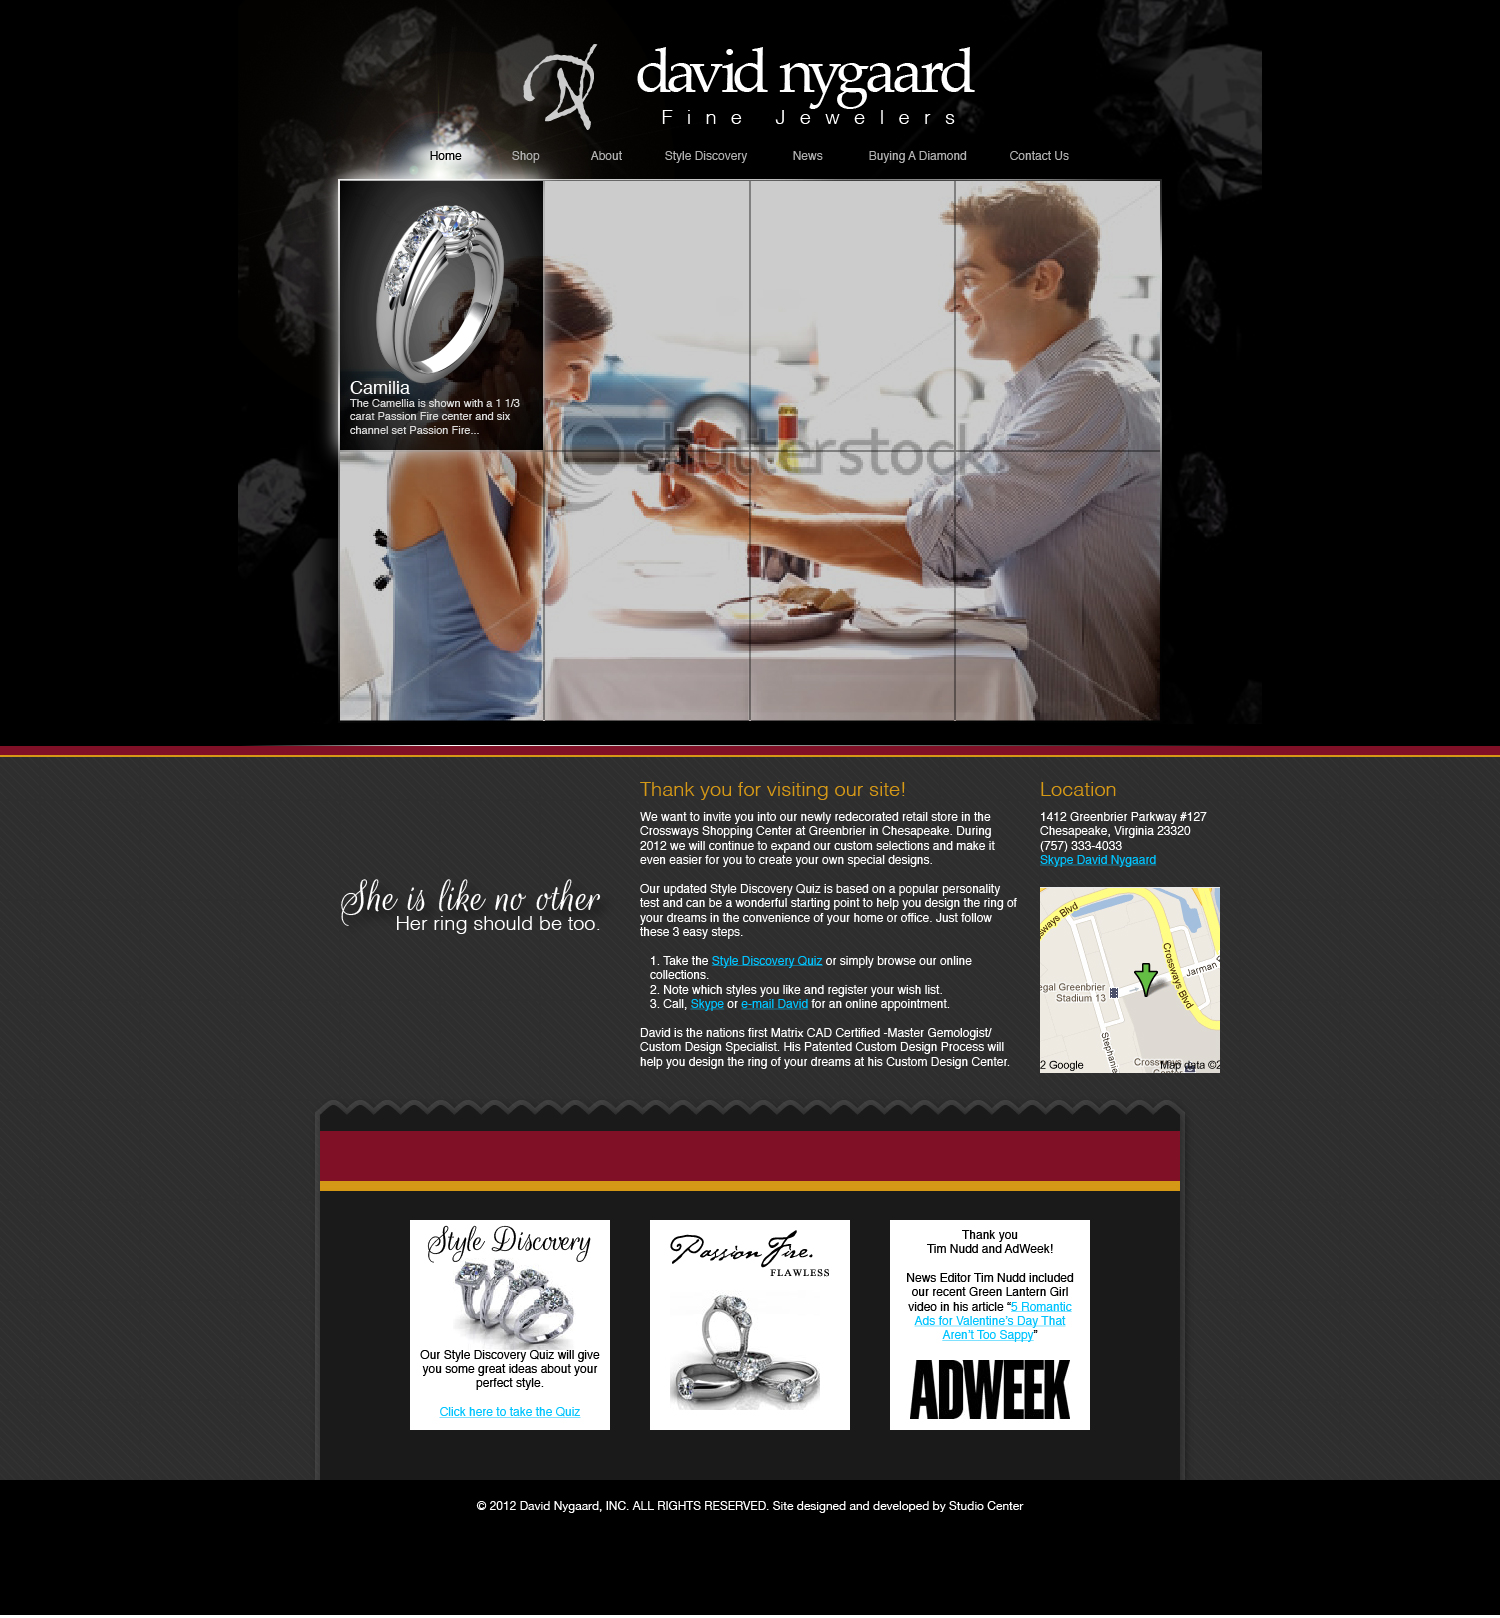 david nygaard
Fine Jewelers
Home Shop About Style Discovery News Buying A Diamond Contact Us
Camilia
The Camellia is shown with a 1 1/3
carat Passion Fire center and six
channel set Passion Fire...
shutterstock
Thank you for visiting our site!
We want to invite you into our newly redecorated retail store in the
Crossways Shopping Center at Greenbrier in Chesapeake. During
2012 we will continue to expand our custom selections and make it
even easier for you to create your own special designs.
Our updated Style Discovery Quiz is based on a popular personality
test and can be a wonderful starting point to help you design the ring of
your dreams in the convenience of your home or office. Just follow
these 3 easy steps.
1. Take the Style Discovery Quiz or simply browse our online
collections.
2. Note which styles you like and register your wish list.
3. Call, Skype or e-mail David for an online appointment.
David is the nations first Matrix CAD Certified -Master Gemologist/
Custom Design Specialist. His Patented Custom Design Process will
help you design the ring of your dreams at his Custom Design Center.
She is like no other
Her ring should be too.
Location
1412 Greenbrier Parkway #127
Chesapeake, Virginia 23320
(757) 333-4033
Skype David Nygaard
ssways Blvd
Crossways Blvd
Jarman
egal Greenbrier
Stadium 13
Stephanie
Crossways
Center
2 Google
Map data ©2
Style Discovery
Our Style Discovery Quiz will give
you some great ideas about your
perfect style.
Click here to take the Quiz
Passion Fire.
FLAWLESS
Thank you
Tim Nudd and AdWeek!
News Editor Tim Nudd included
our recent Green Lantern Girl
video in his article “5 Romantic
Ads for Valentine's Day That
Aren't Too Sappy”
ADWEEK
© 2012 David Nygaard, INC. ALL RIGHTS RESERVED. Site designed and developed by Studio Center